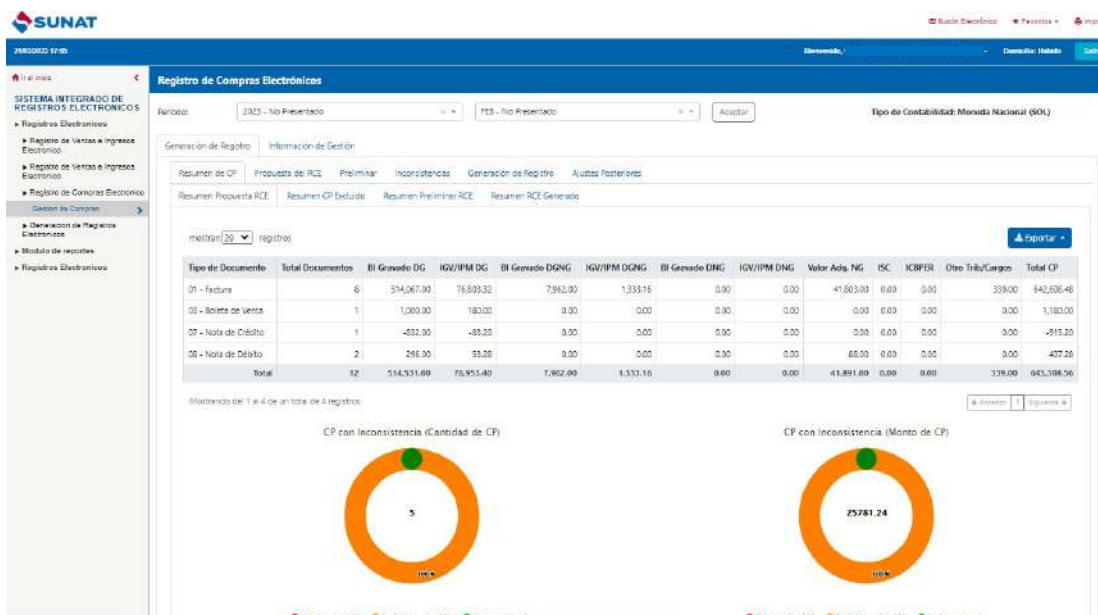 SUNAT
Buzón Electrónico Favoritos
17:05 Bienvenido, Domicilio: Habido
Ir al inicio
SISTEMA INTEGRADO DE REGISTROS ELECTRONICOS
Registros Electronicos
Registro de Ventas e Ingresos Electronico
Registro de Ventas e Ingresos Electronico
Registro de Compras Electronico
Gestion de Compras
Generacion de Registros Electronicos
Modulo de reportes
Registros Electronicos
Registro de Compras Electrónicos
Periodo: 2023 - No Presentado FEB - No Presentado Aceptar Tipo de Contabilidad: Moneda Nacional (SOL)
Generación de Registro Información de Gestión
Resumen de CP Propuesta del RCE Preliminar Inconsistencias Generación de Registro Ajustes Posteriores
Resumen Propuesta RCE Resumen CP Excluido Resumen Preliminar RCE Resumen RCE Generado
mostrar 20 registros Exportar
Tipo de Documento Total Documentos BI Gravado DG IGV/IPM DG BI Gravado DGNG IGV/IPM DGNG BI Gravado DNG IGV/IPM DNG Valor Adq. NG ISC ICBPER Otro Trib/Cargos Total CP
01 - Factura 8 514,067.00 76,803.32 7,962.00 1,333.16 0.00 0.00 41,803.00 0.00 0.00 339.00
03 - Boleta de Venta 1 1,000.00 180.00 0.00 0.00 0.00 0.00 0.00 0.00 0.00 0.00 1,180.00
07 - Nota de Crédito 1 -832.00 -83.20 0.00 0.00 0.00 0.00 0.00 0.00 0.00 0.00 -915.20
08 - Nota de Débito 2 296.00 53.28 0.00 0.00 0.00 0.00 88.00 0.00 0.00 0.00 437.28
Total 12 514,531.00 76,953.40 7,962.00 1,333.16 0.00 0.00 41,891.00 0.00 0.00 339.00
Mostrando del 1 al 4 de un total de 4 registros Anterior 1 Siguiente
CP con Inconsistencia (Cantidad de CP) CP con Inconsistencia (Monto de CP)
5 25781.24
100% 100%